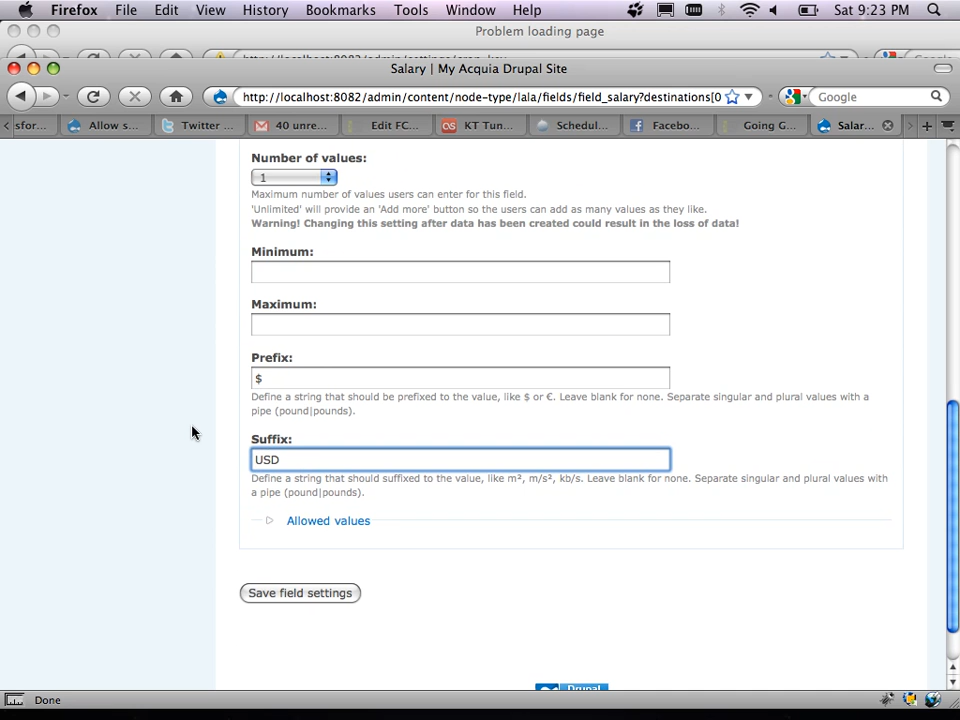 Firefox File Edit View History Bookmarks Tools Window Help Sat 9:23 PM
Problem loading page
Salary | My Acquia Drupal Site
http://localhost:8082/admin/content/node-type/lala/fields/field_salary?destinations[0 Google
sfor... Allow s... Twitter ... 40 unre... Edit FC... KT Tun... Schedul... Facebo... Going G... Salar...
Number of values:
1
Maximum number of values users can enter for this field.
'Unlimited' will provide an 'Add more' button so the users can add as many values as they like.
Warning! Changing this setting after data has been created could result in the loss of data!
Minimum:
Maximum:
Prefix:
$
Define a string that should be prefixed to the value, like $ or €. Leave blank for none. Separate singular and plural values with a
pipe (pound|pounds).
Suffix:
USD
Define a string that should suffixed to the value, like m², m/s², kb/s. Leave blank for none. Separate singular and plural values with
a pipe (pound|pounds).
Allowed values
Save field settings
Drupal
Done